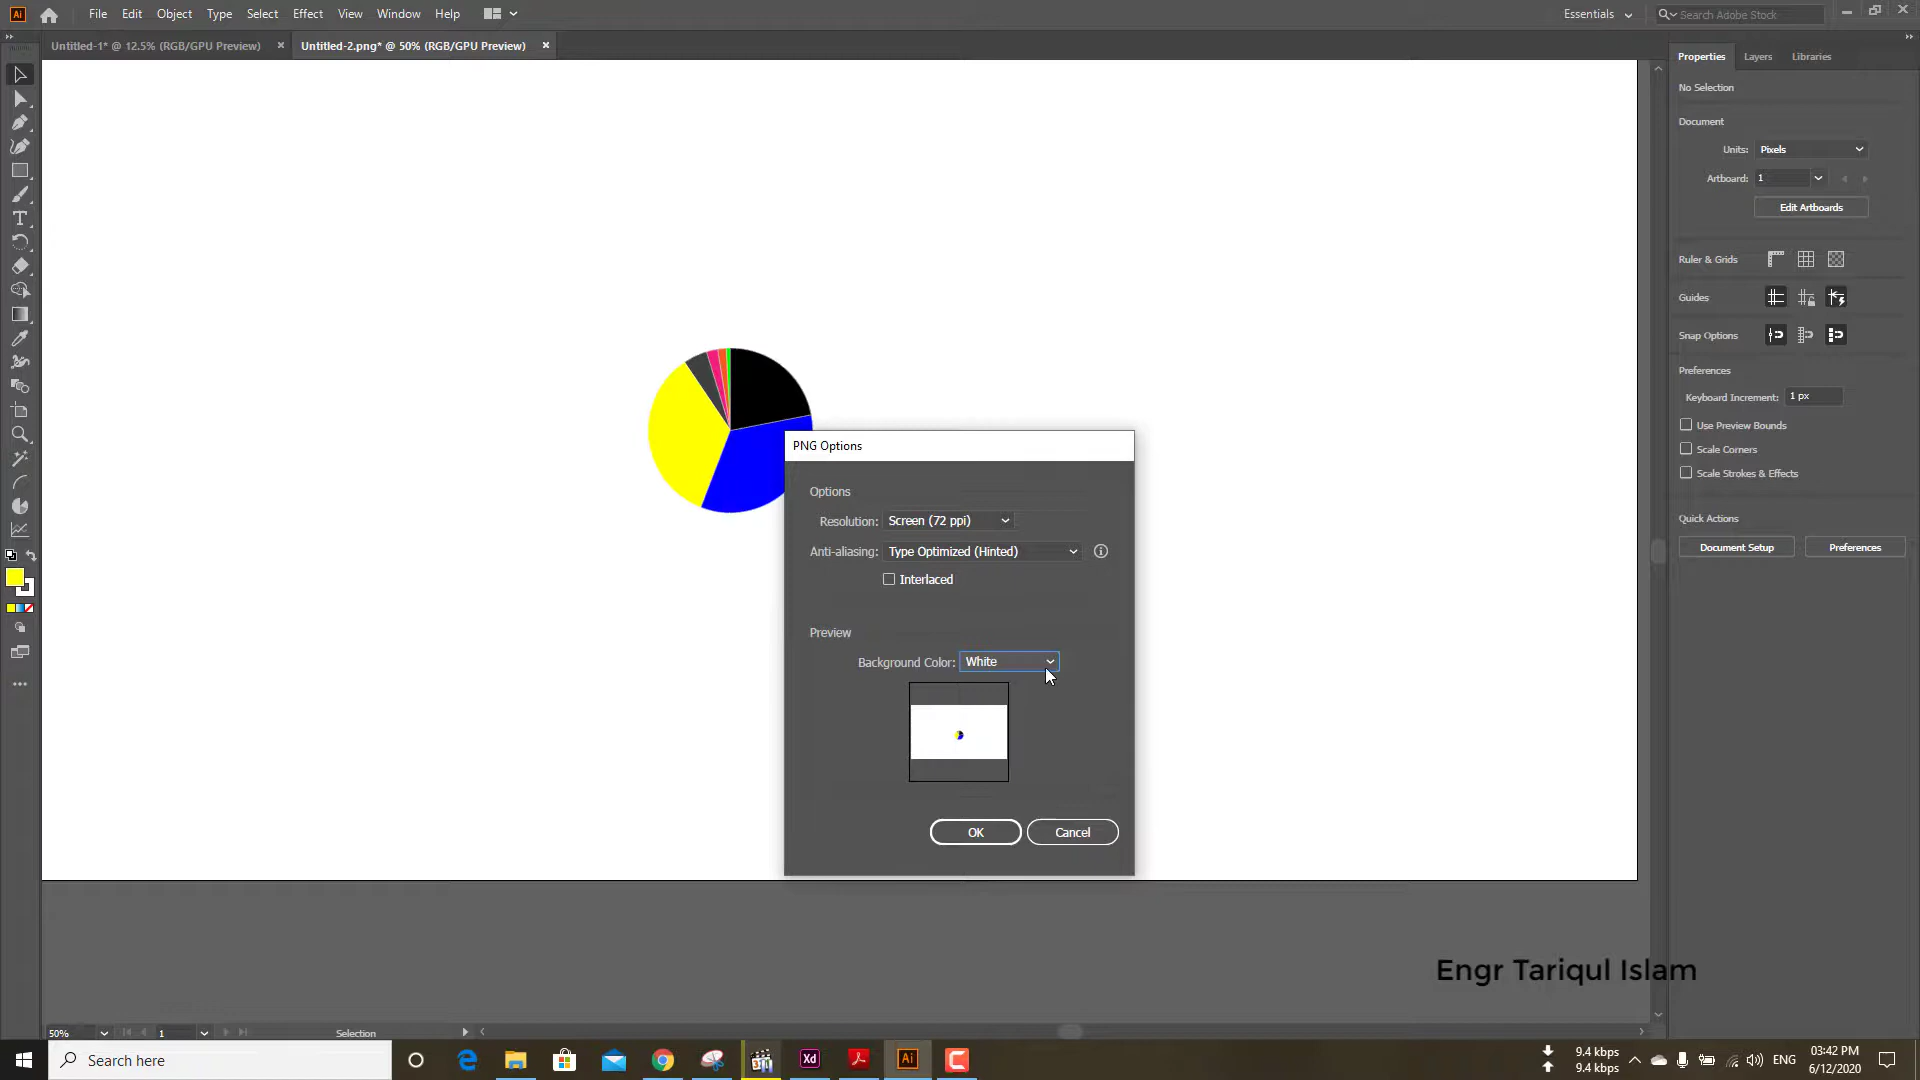 Ai File Edit Object Type Select Effect View Window Help Essentials Search Adobe Stock
Untitled-1* @ 12.5% (RGB/GPU Preview) × Untitled-2.png* @ 50% (RGB/GPU Preview) ×
Properties Layers Libraries
No Selection
Document
Units: Pixels
Artboard: 1
Edit Artboards
Ruler & Grids
Guides
Snap Options
Preferences
Keyboard Increment: 1 px
Use Preview Bounds
Scale Corners
Scale Strokes & Effects
Quick Actions
Document Setup Preferences
PNG Options
Options
Resolution: Screen (72 ppi)
Anti-aliasing: Type Optimized (Hinted)
Interlaced
Preview
Background Color: White
OK Cancel
Engr Tariqul Islam
50% 1 Selection
Search here
Xd Ai
9.4 kbps
9.4 kbps
ENG
03:42 PM
6/12/2020